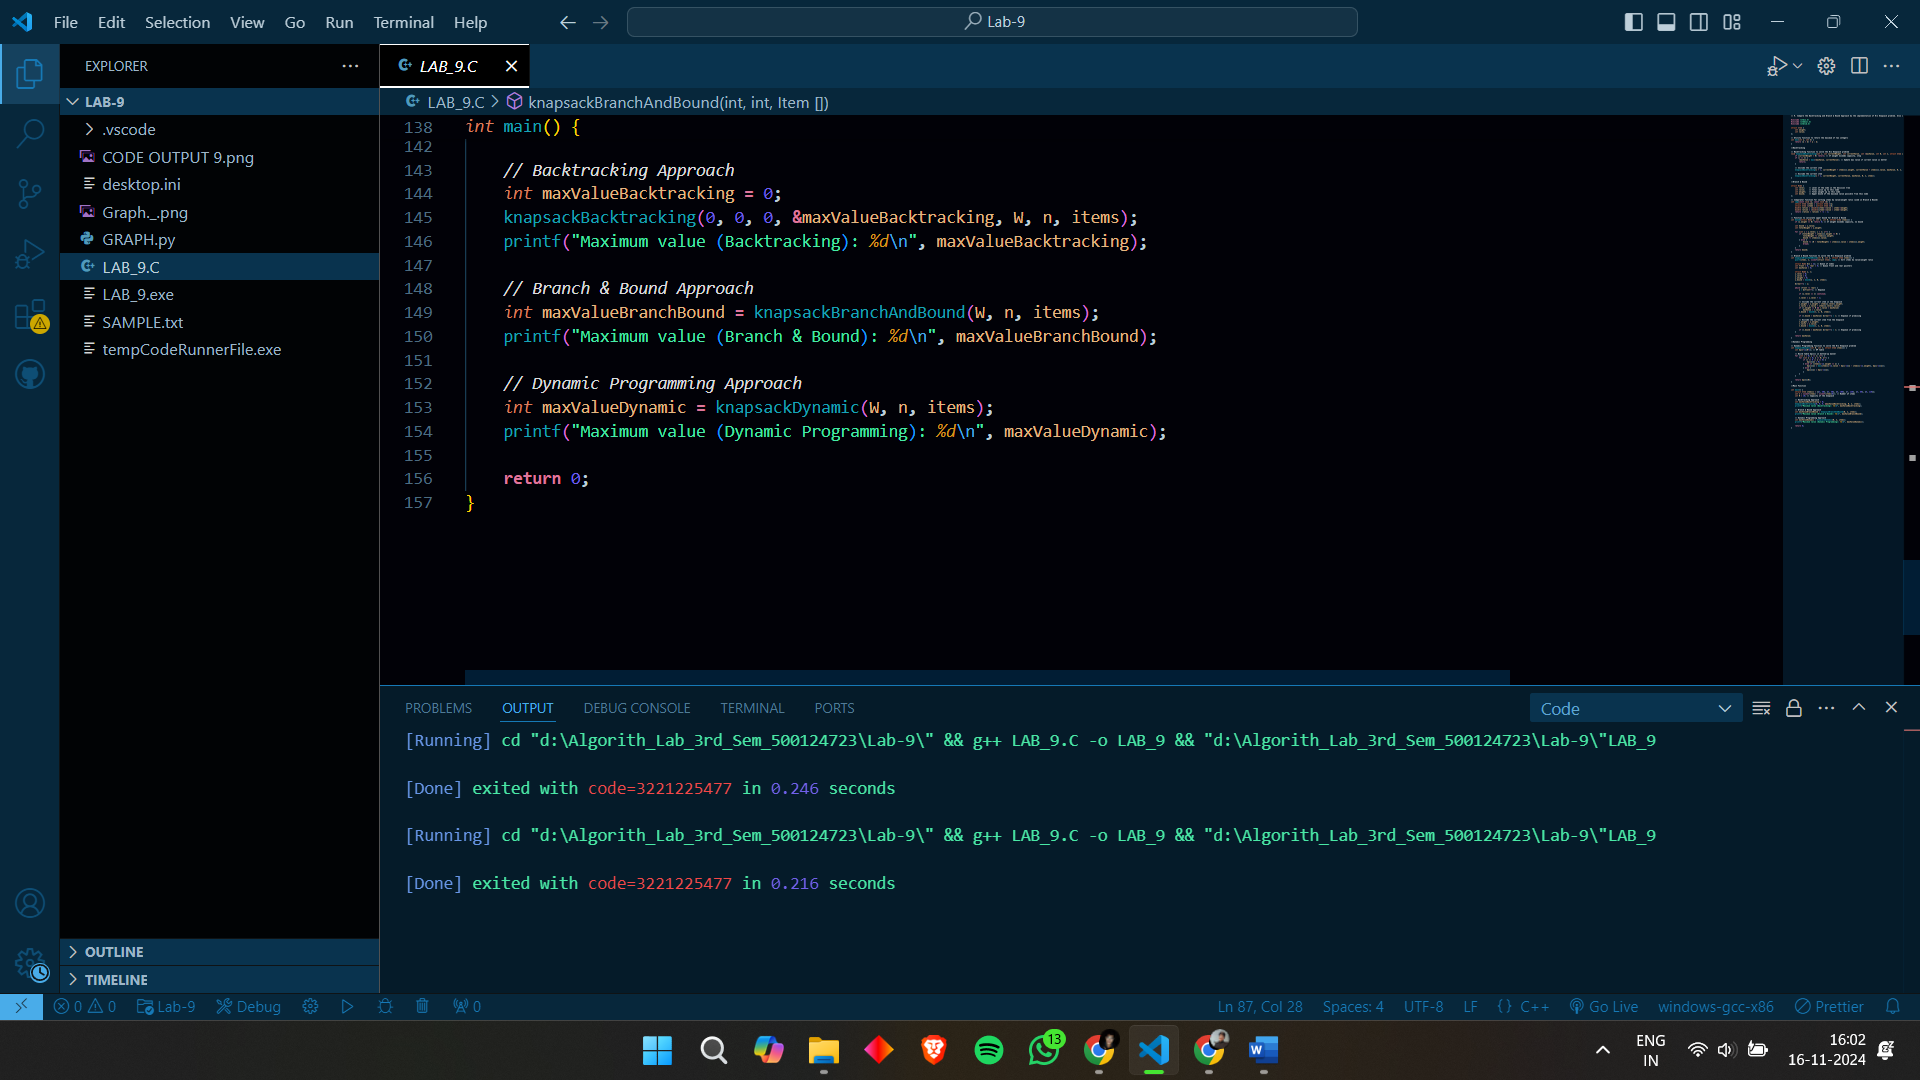 File Edit Selection View Go Run Terminal Help
Lab-9
EXPLORER
LAB_9.C
LAB-9
LAB_9.C > knapsackBranchAndBound(int, int, Item [])
.vscode
CODE OUTPUT 9.png
desktop.ini
Graph._.png
GRAPH.py
LAB_9.C
LAB_9.exe
SAMPLE.txt
tempCodeRunnerFile.exe
OUTLINE
TIMELINE
138 int main() {
142
143 // Backtracking Approach
144 int maxValueBacktracking = 0;
145 knapsackBacktracking(0, 0, 0, &maxValueBacktracking, W, n, items);
146 printf("Maximum value (Backtracking): %d\n", maxValueBacktracking);
147
148 // Branch & Bound Approach
149 int maxValueBranchBound = knapsackBranchAndBound(W, n, items);
150 printf("Maximum value (Branch & Bound): %d\n", maxValueBranchBound);
151
152 // Dynamic Programming Approach
153 int maxValueDynamic = knapsackDynamic(W, n, items);
154 printf("Maximum value (Dynamic Programming): %d\n", maxValueDynamic);
155
156 return 0;
157 }
PROBLEMS OUTPUT DEBUG CONSOLE TERMINAL PORTS
Code
[Running] cd "d:\Algorith_Lab_3rd_Sem_500124723\Lab-9\" && g++ LAB_9.C -o LAB_9 && "d:\Algorith_Lab_3rd_Sem_500124723\Lab-9\"LAB_9
[Done] exited with code=3221225477 in 0.246 seconds
[Running] cd "d:\Algorith_Lab_3rd_Sem_500124723\Lab-9\" && g++ LAB_9.C -o LAB_9 && "d:\Algorith_Lab_3rd_Sem_500124723\Lab-9\"LAB_9
[Done] exited with code=3221225477 in 0.216 seconds
0 0 Lab-9 Debug 0 Ln 87, Col 28 Spaces: 4 UTF-8 LF {} C++ Go Live windows-gcc-x86 Prettier
13
ENG
IN
16:02
16-11-2024